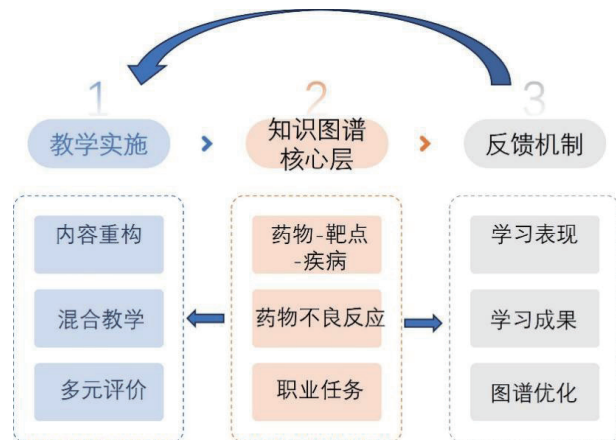 1
2
3
教学实施
知识图谱
核心层
反馈机制
内容重构
混合教学
多元评价
药物-靶点
-疾病
药物不良反应
职业任务
学习表现
学习成果
图谱优化